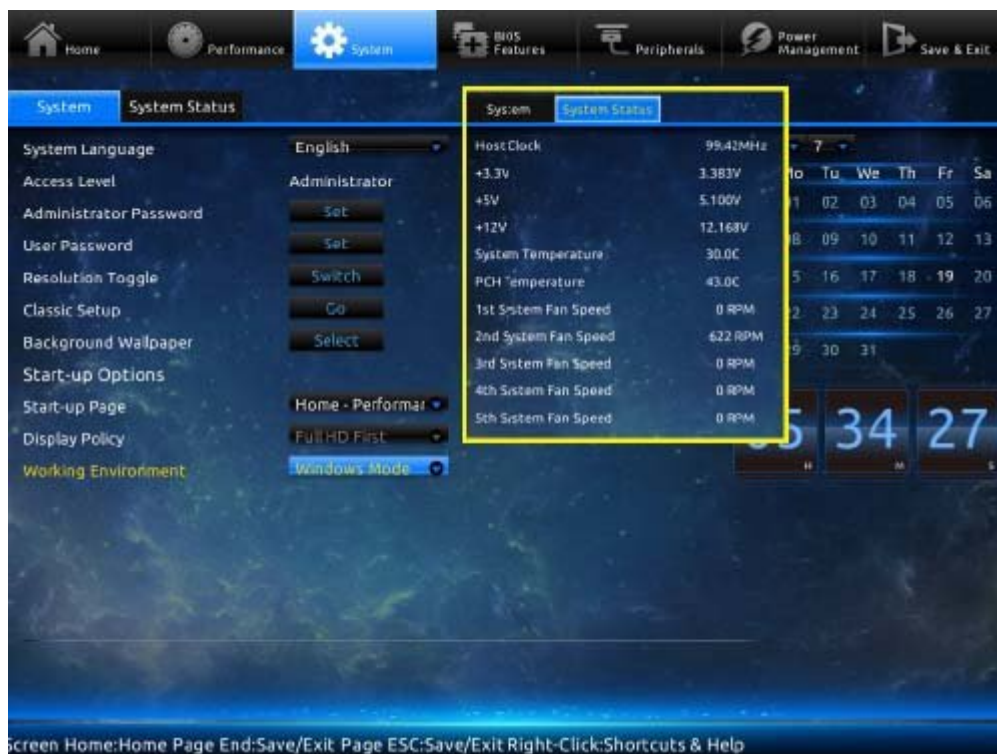 Home Performance System BIOS Features Peripherals Power Management Save & Exit
System System Status
System Language English
Access Level Administrator
Administrator Password Set
User Password Set
Resolution Toggle Switch
Classic Setup Go
Background Wallpaper Select
Start-up Options
Start-up Page Home - Performa
Display Policy Full HD First
Working Environment Windows Mode
System System Status
Host Clock 99.42MHz
+3.3V 3.383V
+5V 5.100V
+12V 12.168V
System Temperature 30.0C
PCH Temperature 43.0C
1st System Fan Speed 0 RPM
2nd System Fan Speed 622 RPM
3rd System Fan Speed 0 RPM
4th System Fan Speed 0 RPM
5th System Fan Speed 0 RPM
7
Mo Tu We Th Fr Sa
02 03 04 05 06
09 10 11 12 13
16 17 18 19 20
23 24 25 26 27
30 31
34 27
H M S
Screen Home:Home Page End:Save/Exit Page ESC:Save/Exit Right-Click:Shortcuts & Help